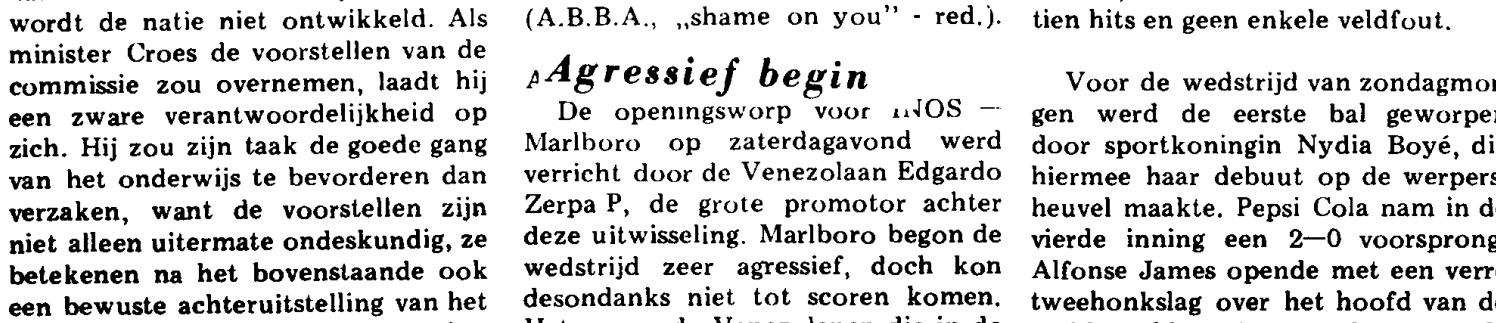 wordt de natie niet ontwikkeld. Als
minister Croes de voorstellen van de
commissie zou overnemen, laadt hij
een zware verantwoordelijkheid op
zich. Hij zou zijn taak de goede gang
van het onderwijs te bevorderen dan
verzaken, want de voorstellen zijn
niet alleen uitermate ondeskundig, ze
betekenen na het bovenstaande ook
een bewuste achteruitstelling van het
(A.B.B.A., „shame on you" - red.).
Agressief begin
De openingsworp voor —
Marlboro op zaterdagavond werd
verricht door de Venezolaan Edgardo
Zerpa P, de grote promotor achter
deze uitwisseling. Marlboro begon de
wedstrijd zeer agressief, doch kon
desondanks niet tot scoren komen.
tien hits en geen enkele veldfout.
Voor de wedstrijd van zondagmor
gen werd de eerste bal geworpen
door sportkoningin Nydia Boyé, di
hiermee haar debuut op de werpers
heuvel maakte. Pepsi Cola nam in de
vierde inning een 2—0 voorsprong
Alfonse James opende met een verre
tweehonkslag over het hoofd van d